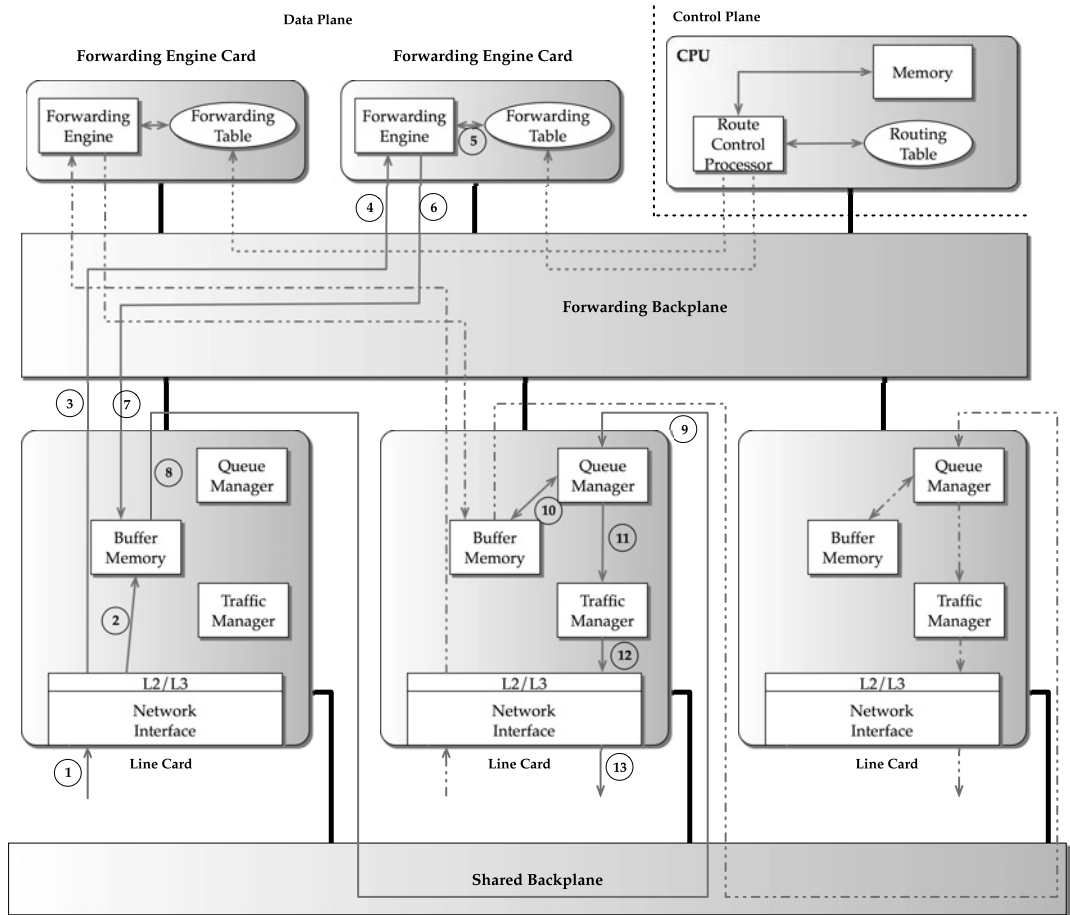 Data Plane
Control Plane
Forwarding Engine Card
Forwarding Engine Card
CPU
Memory
Forwarding
Engine
Forwarding
Table
Forwarding
Engine
Forwarding
Table
5
Route
Control
Processor
Routing
Table
4
6
Forwarding Backplane
3
7
9
8
Queue
Manager
Buffer
Memory
2
Traffic
Manager
L2/L3
Network
Interface
1
Line Card
Queue
Manager
10
Buffer
Memory
11
Traffic
Manager
12
L2/L3
Network
Interface
Line Card
13
Queue
Manager
Buffer
Memory
Traffic
Manager
L2/L3
Network
Interface
Line Card
Shared Backplane